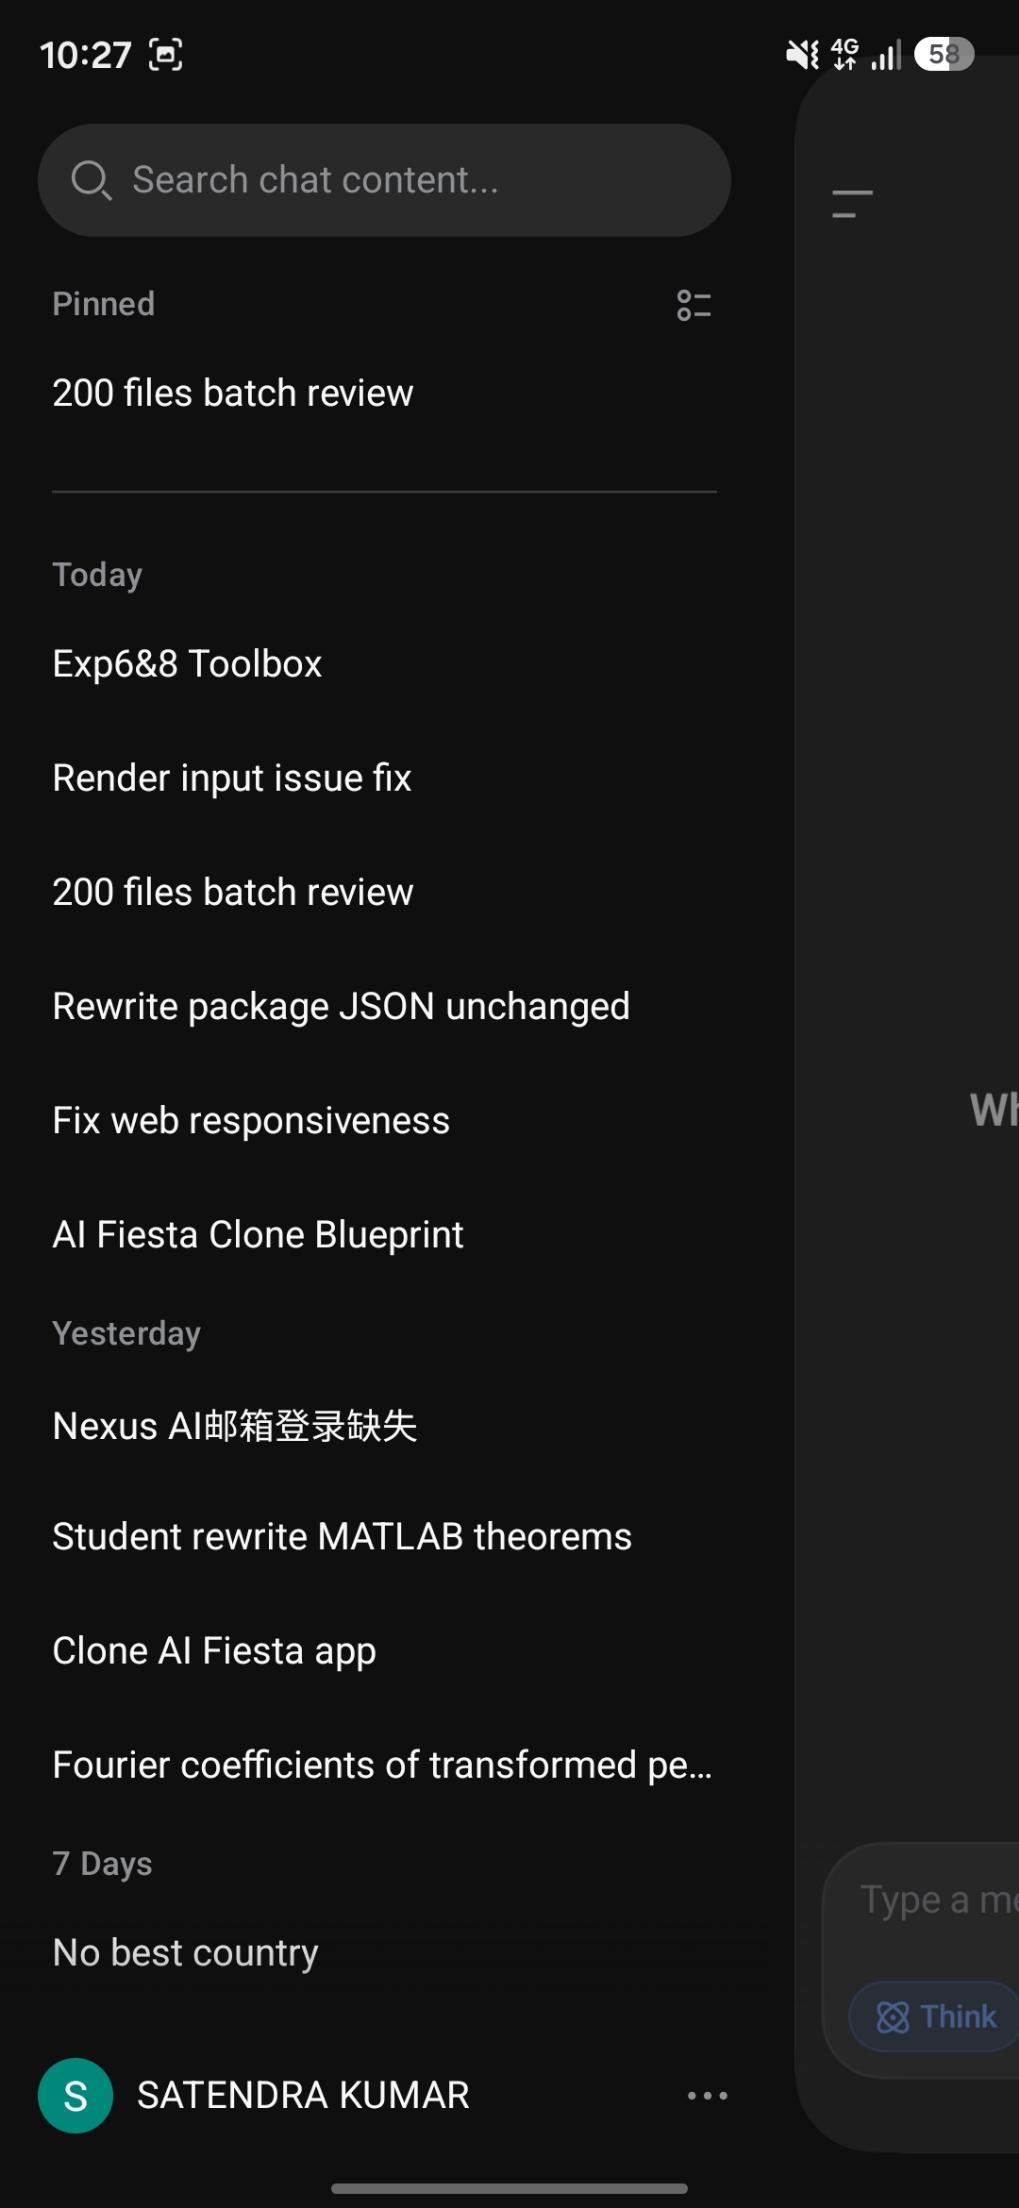 10:27
4G
58
Search chat content...
Pinned
200 files batch review
Today
Exp6&8 Toolbox
Render input issue fix
200 files batch review
Rewrite package JSON unchanged
Fix web responsiveness
Wh
AI Fiesta Clone Blueprint
Yesterday
Nexus AI邮箱登录缺失
Student rewrite MATLAB theorems
Clone AI Fiesta app
Fourier coefficients of transformed pe...
7 Days
Type a me
No best country
Think
S
SATENDRA KUMAR